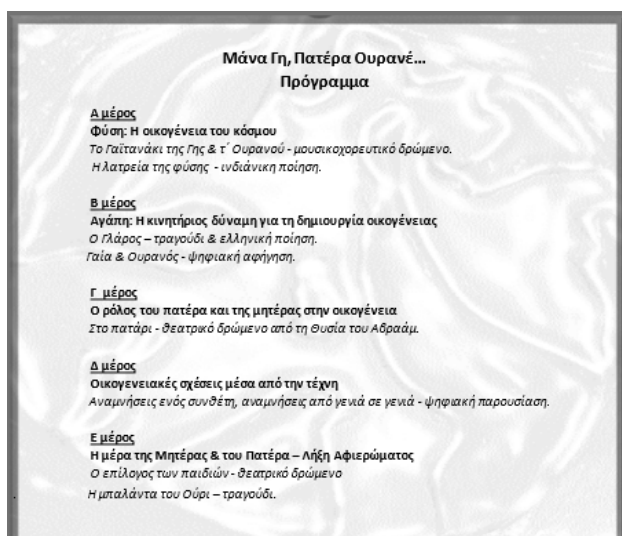 Μάνα Γη, Πατέρα Ουρανέ...
Πρόγραμμα
Α μέρος
Φύση: Η οικογένεια του κόσμου
Το Γαϊτανάκι της Γης & τ΄ Ουρανού - μουσικοχορευτικό δρώμενο.
Η λατρεία της φύσης - ινδιάνικη ποίηση.
Β μέρος
Αγάπη: Η κινητήριος δύναμη για τη δημιουργία οικογένειας
Ο Γλάρος – τραγούδι & ελληνική ποίηση.
Γαία & Ουρανός - ψηφιακή αφήγηση.
Γ μέρος
Ο ρόλος του πατέρα και της μητέρας στην οικογένεια
Στο πατάρι - θεατρικό δρώμενο από τη Θυσία του Αβραάμ.
Δ μέρος
Οικογενειακές σχέσεις μέσα από την τέχνη
Αναμνήσεις ενός συνθέτη, αναμνήσεις από γενιά σε γενιά - ψηφιακή παρουσίαση.
Ε μέρος
Η μέρα της Μητέρας & του Πατέρα – Λήξη Αφιερώματος
Ο επίλογος των παιδιών - θεατρικό δρώμενο
Η μπαλάντα του Ούρι – τραγούδι.